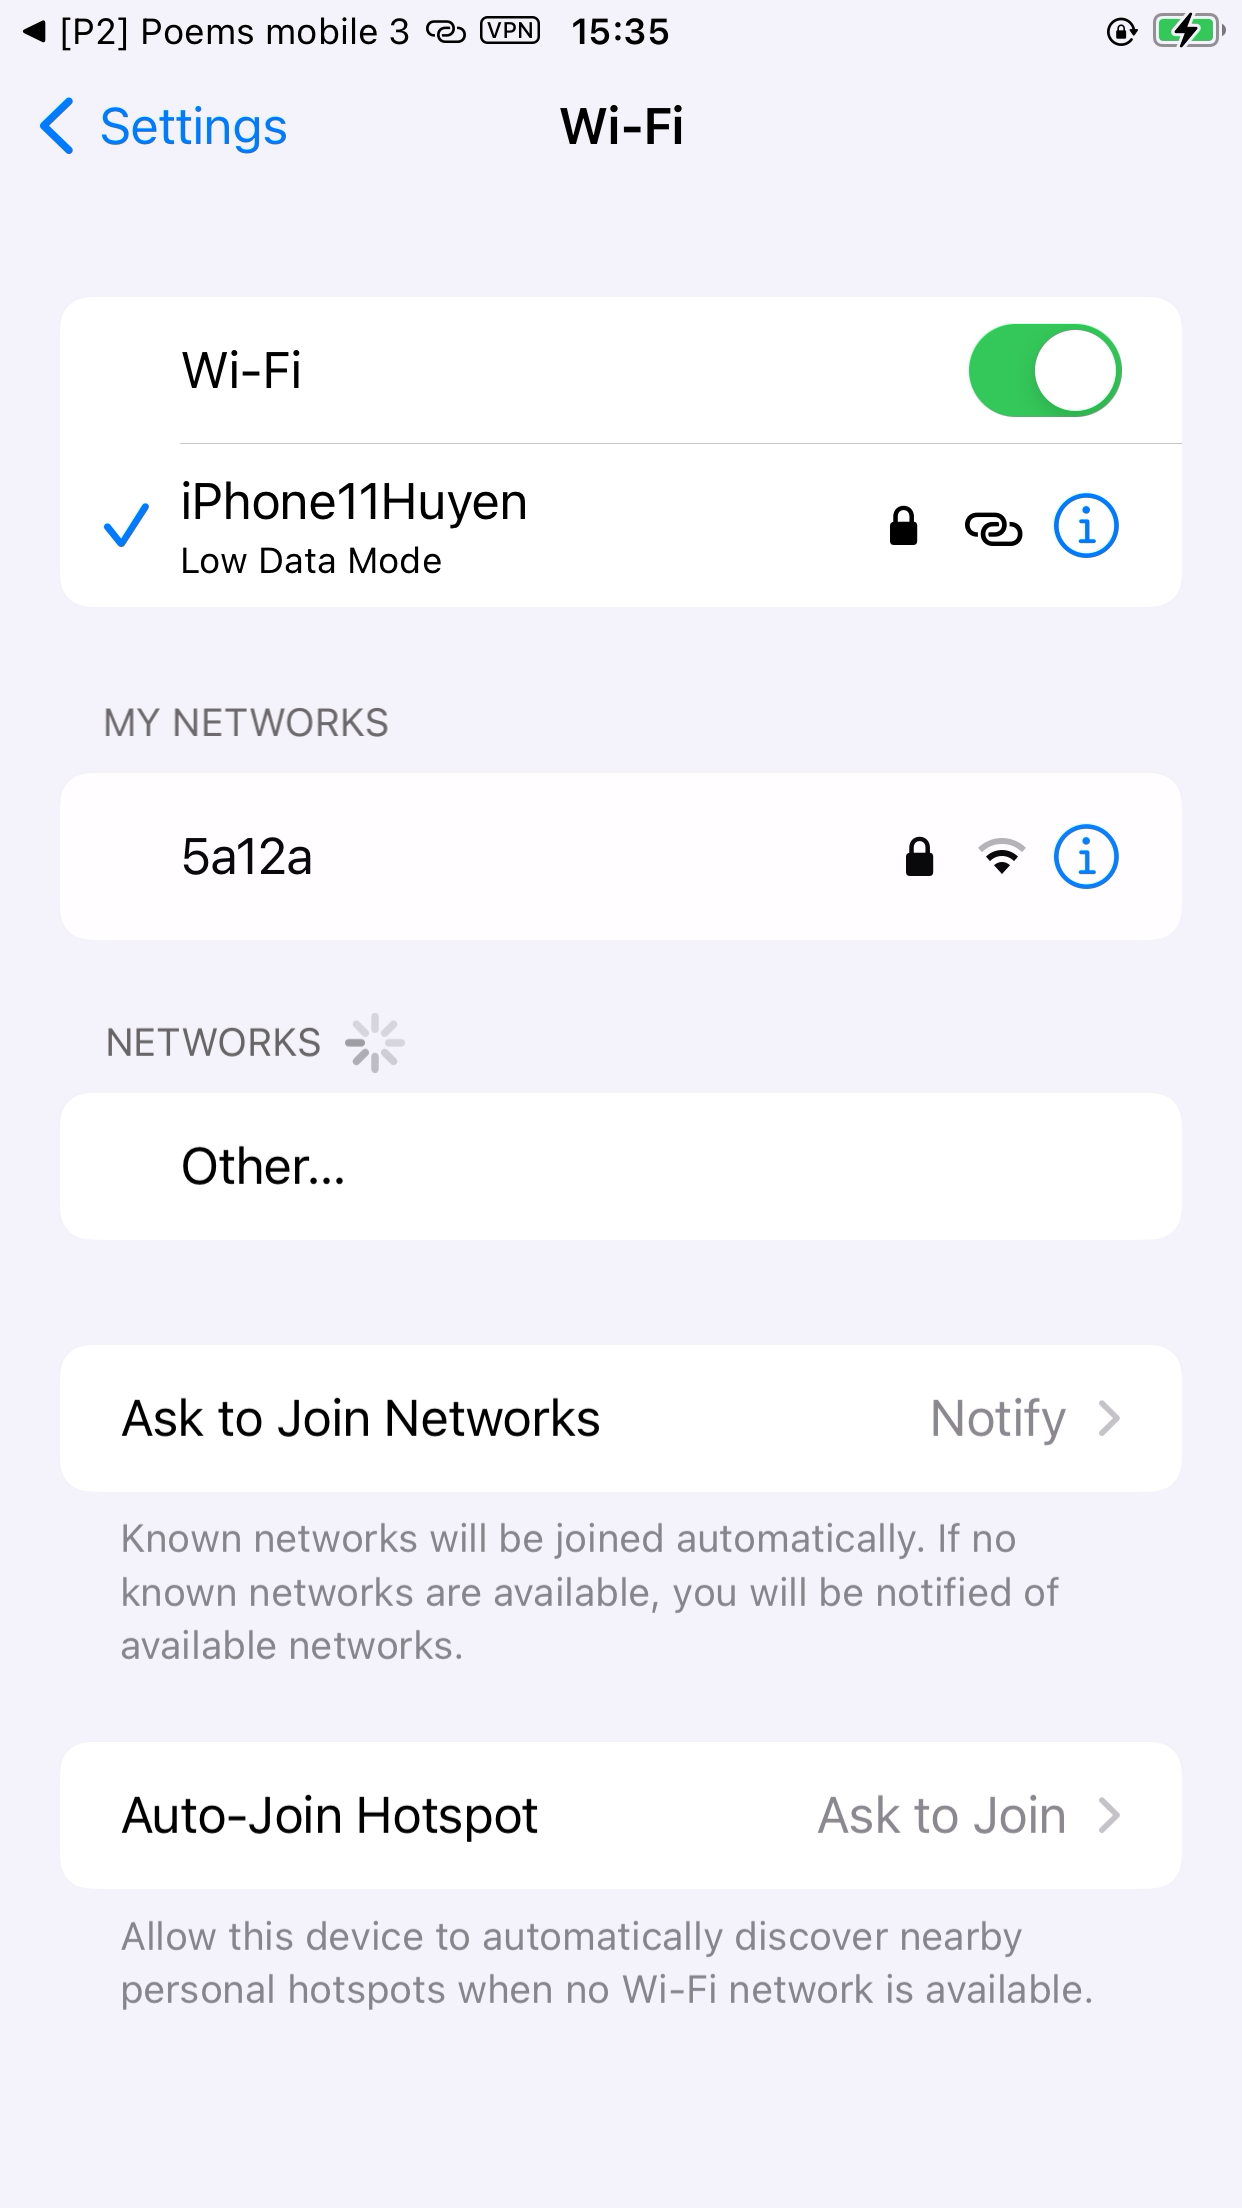 [P2] Poems mobile 3 VPN 15:35
Settings Wi-Fi
Wi-Fi
iPhone11Huyen
Low Data Mode
MY NETWORKS
5a12a
NETWORKS
Other...
Ask to Join Networks Notify
Known networks will be joined automatically. If no
known networks are available, you will be notified of
available networks.
Auto-Join Hotspot Ask to Join
Allow this device to automatically discover nearby
personal hotspots when no Wi-Fi network is available.